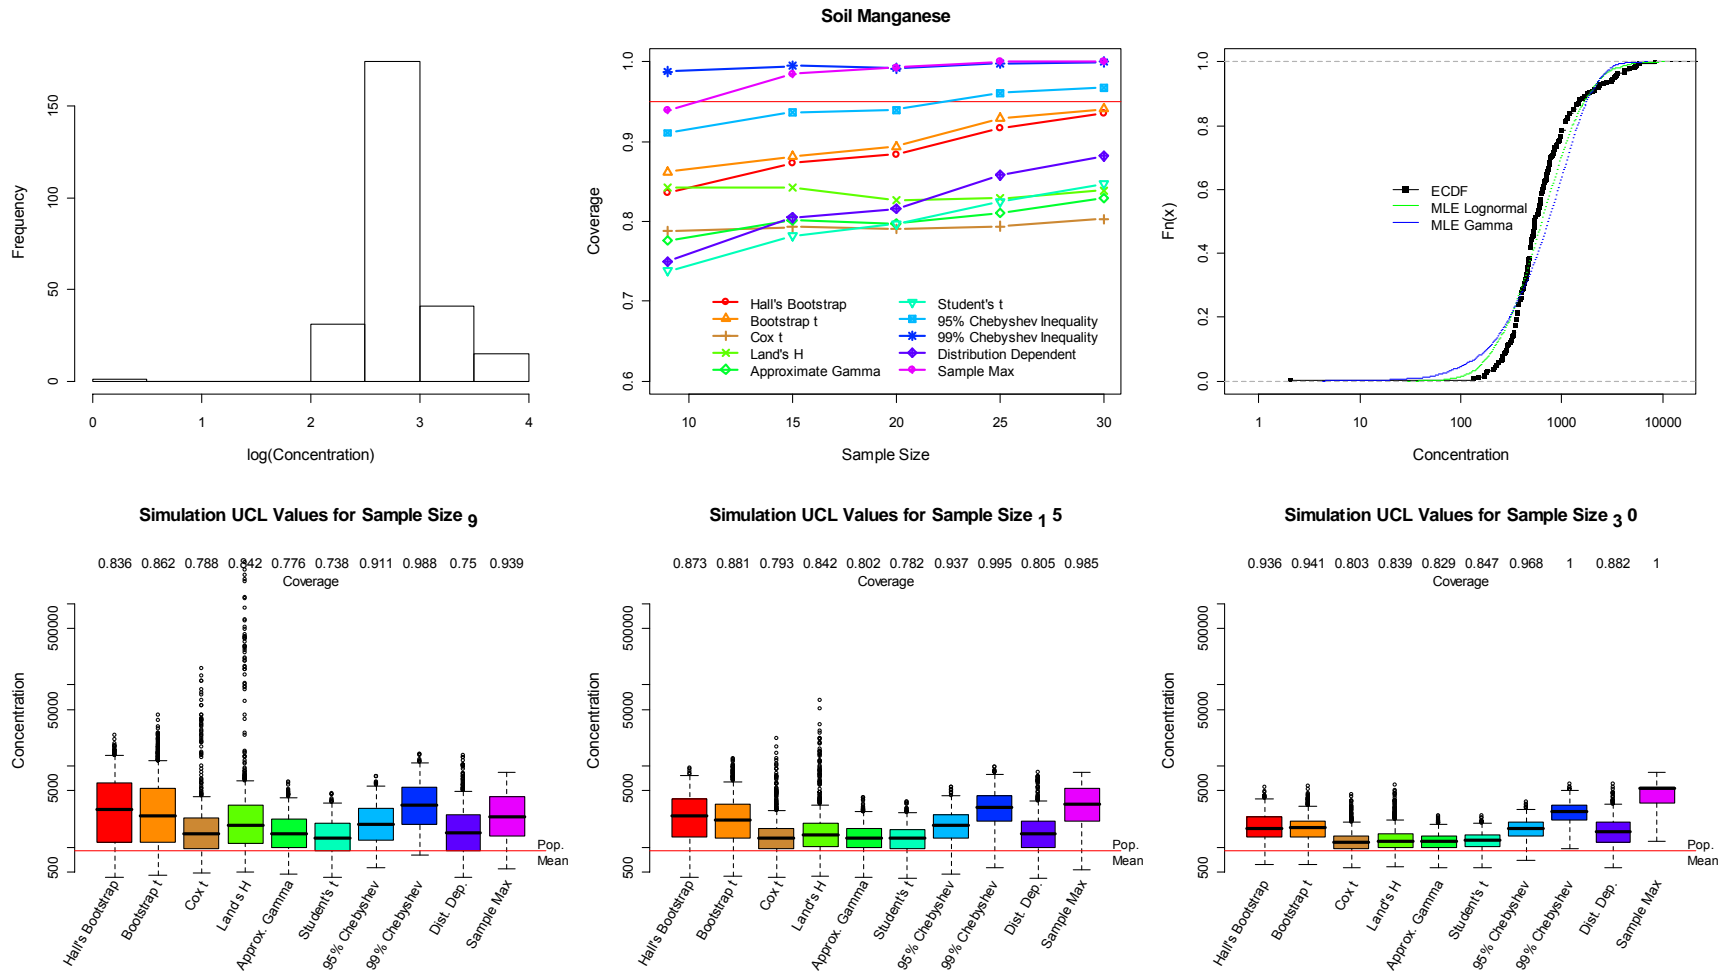 Soil Manganese
Frequency
0
50
100
150
0 1 2 3 4
log(Concentration)
Coverage
0.6
0.7
0.8
0.9
1.0
Hall's Bootstrap
Bootstrap t
Cox t
Land's H
Approximate Gamma
Student's t
95% Chebyshev Inequality
99% Chebyshev Inequality
Distribution Dependent
Sample Max
10 15 20 25 30
Sample Size
Fn(x)
0.0
0.2
0.4
0.6
0.8
1.0
ECDF
MLE Lognormal
MLE Gamma
1 10 100 1000 10000
Concentration
Simulation UCL Values for Sample Size 9
0.836 0.862 0.788 0.842 0.776 0.738 0.911 0.988 0.75 0.939
Coverage
Concentration
500
5000
50000
500000
Pop.
Mean
Hall's Bootstrap
Bootstrap t
Cox t
Land's H
Approx. Gamma
Student's t
95% Chebyshev
99% Chebyshev
Dist. Dep.
Sample Max
Simulation UCL Values for Sample Size 1 5
0.873 0.881 0.793 0.842 0.802 0.782 0.937 0.995 0.805 0.985
Coverage
Concentration
500
5000
50000
500000
Pop.
Mean
Hall's Bootstrap
Bootstrap t
Cox t
Land's H
Approx. Gamma
Student's t
95% Chebyshev
99% Chebyshev
Dist. Dep.
Sample Max
Simulation UCL Values for Sample Size 3 0
0.936 0.941 0.803 0.839 0.829 0.847 0.968 1 0.882 1
Coverage
Concentration
500
5000
50000
500000
Pop.
Mean
Hall's Bootstrap
Bootstrap t
Cox t
Land's H
Approx. Gamma
Student's t
95% Chebyshev
99% Chebyshev
Dist. Dep.
Sample Max